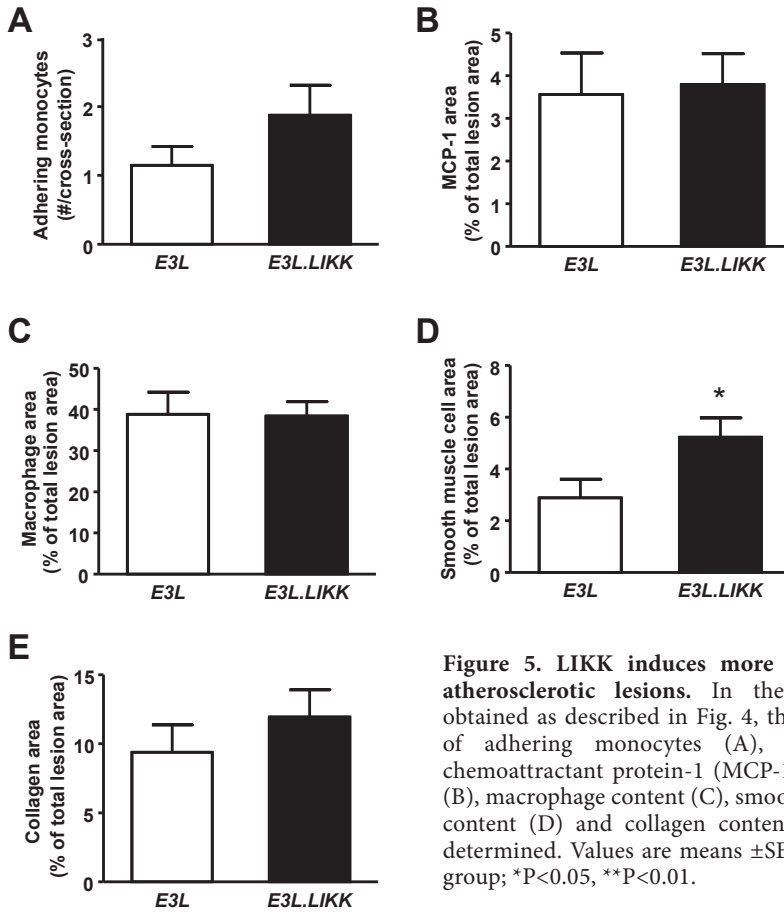 A
Adhering monocytes
(#/cross-section)
3
2
1
0
E3L
E3L.LIKK
B
MCP-1 area
(% of total lesion area)
5
4
3
2
1
0
E3L
E3L.LIKK
C
Macrophage area
(% of total lesion area)
50
40
30
20
10
0
E3L
E3L.LIKK
D
Smooth muscle cell area
(% of total lesion area)
8
6
4
2
0
*
E3L
E3L.LIKK
E
Collagen area
(% of total lesion area)
15
10
5
0
E3L
E3L.LIKK
Figure 5. LIKK induces more
atherosclerotic lesions. In the
obtained as described in Fig. 4, th
of adhering monocytes (A),
chemoattractant protein-1 (MCP-
(B), macrophage content (C), smoo
content (D) and collagen conten
determined. Values are means ±SE
group; *P<0.05, **P<0.01.